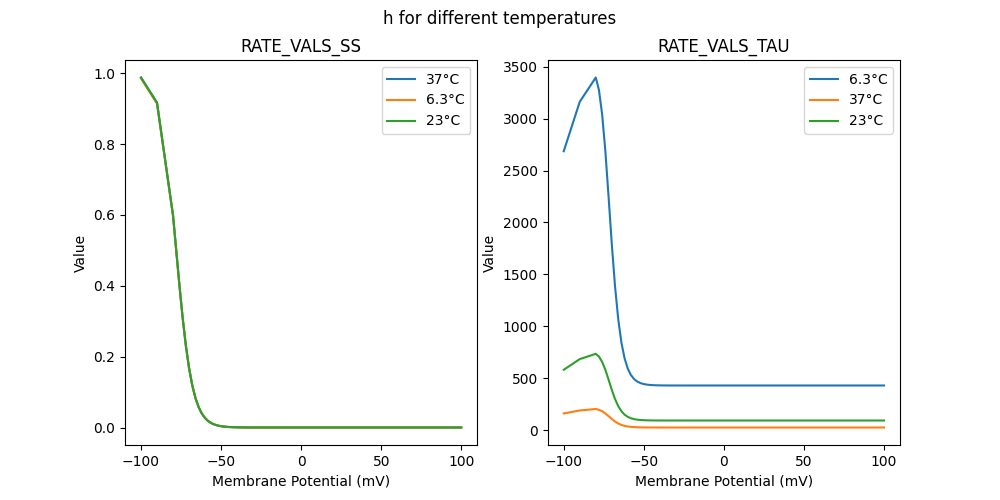 h for different temperatures
RATE_VALS_SS
1.0
0.8
0.6
0.4
0.2
0.0
Value
−100
−50
0
50
100
Membrane Potential (mV)
37°C
6.3°C
23°C
RATE_VALS_TAU
3500
3000
2500
2000
1500
1000
500
0
Value
−100
−50
0
50
100
Membrane Potential (mV)
6.3°C
37°C
23°C